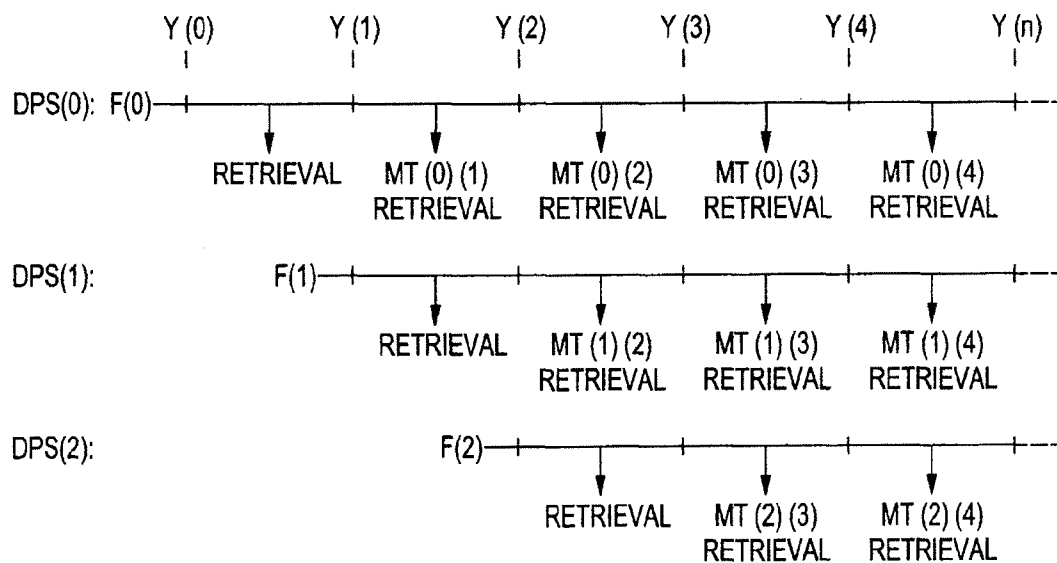 Y (0) Y (1) Y (2) Y (3) Y (4) Y (n)
DPS(0): F(0)
RETRIEVAL MT (0) (1) MT (0) (2) MT (0) (3) MT (0) (4)
RETRIEVAL RETRIEVAL RETRIEVAL RETRIEVAL
DPS(1): F(1)
RETRIEVAL MT (1) (2) MT (1) (3) MT (1) (4)
RETRIEVAL RETRIEVAL RETRIEVAL
DPS(2): F(2)
RETRIEVAL MT (2) (3) MT (2) (4)
RETRIEVAL RETRIEVAL